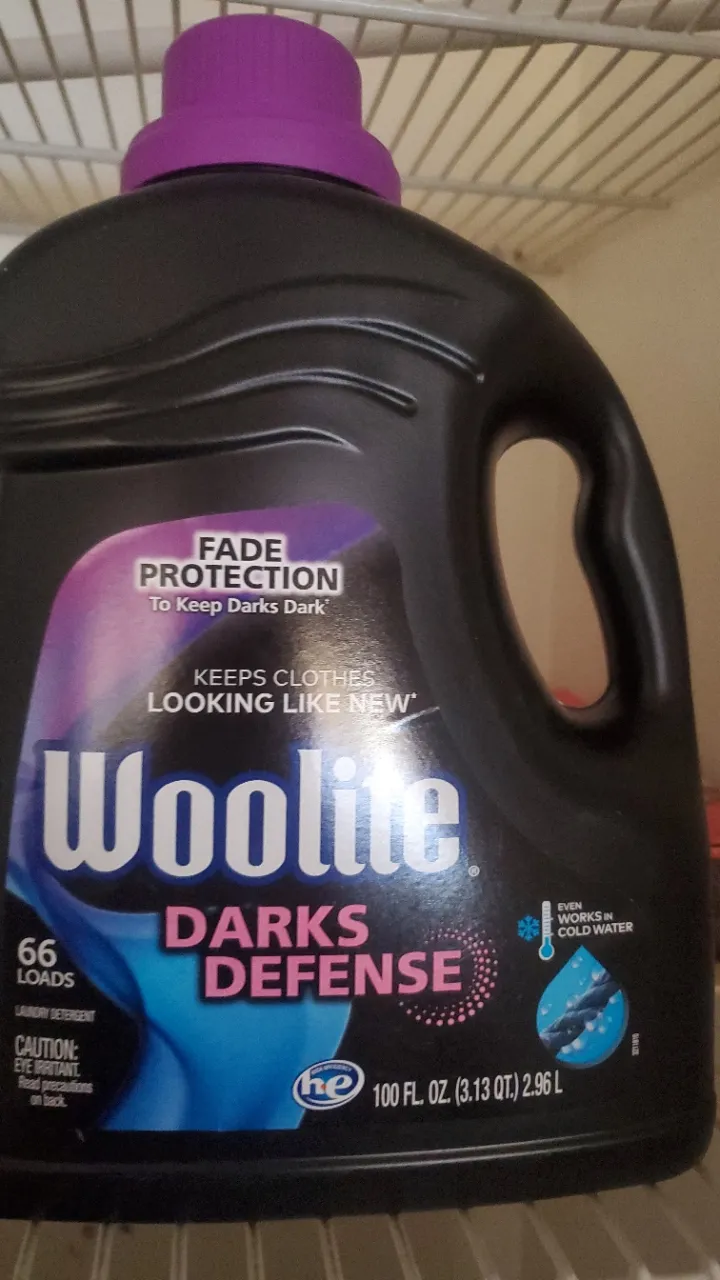 FADE
PROTECTION
To Keep Darks Dark†
KEEPS CLOTHES
LOOKING LIKE NEW*
Woolite®
DARKS
DEFENSE
66
LOADS
LAUNDRY DETERGENT
CAUTION:
EYE IRRITANT.
Read precautions
on back.
EVEN
WORKS IN
COLD WATER
he
100 FL. OZ. (3.13 QT.) 2.96 L